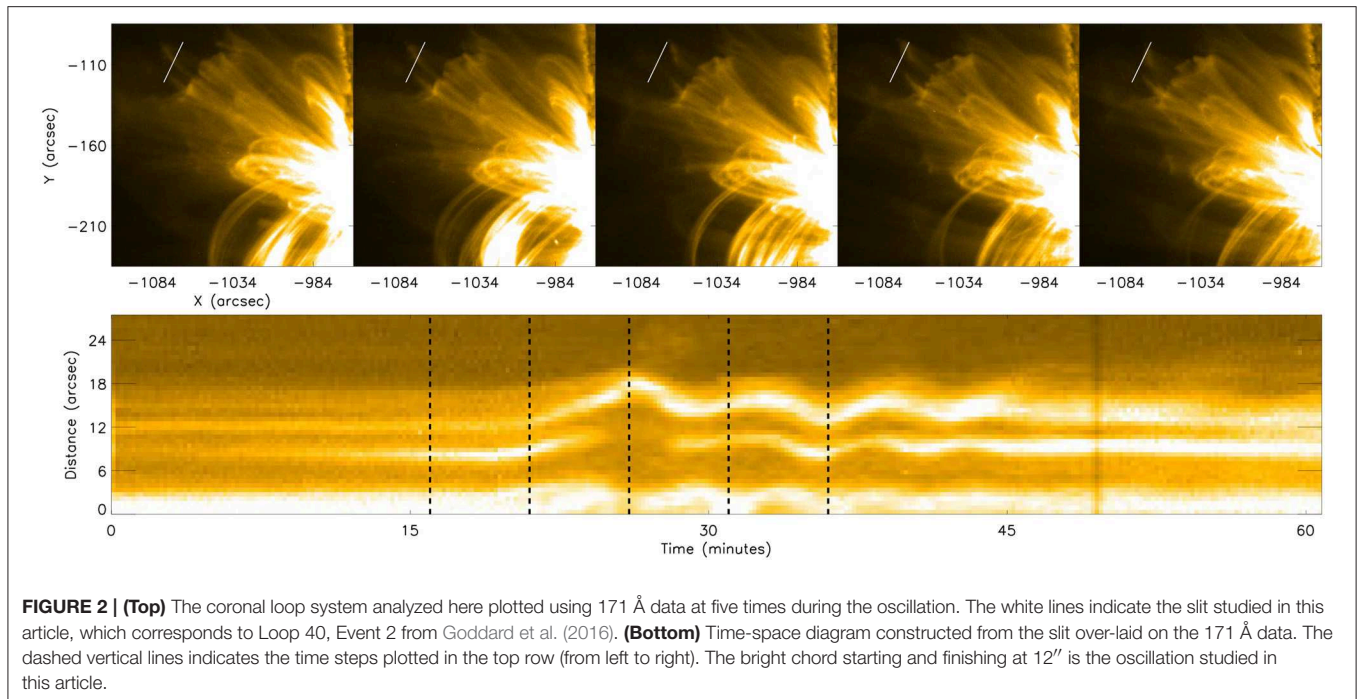 −110
−160
−210
Y (arcsec)
−1084 −1034 −984 −1084 −1034 −984 −1084 −1034 −984 −1084 −1034 −984 −1084 −1034 −984
X (arcsec)
24
18
12
6
0
Distance (arcsec)
0 15 30 45 60
Time (minutes)
FIGURE 2 | (Top) The coronal loop system analyzed here plotted using 171 Å data at five times during the oscillation. The white lines indicate the slit studied in this
article, which corresponds to Loop 40, Event 2 from Goddard et al. (2016). (Bottom) Time-space diagram constructed from the slit over-laid on the 171 Å data. The
dashed vertical lines indicates the time steps plotted in the top row (from left to right). The bright chord starting and finishing at 12″ is the oscillation studied in
this article.